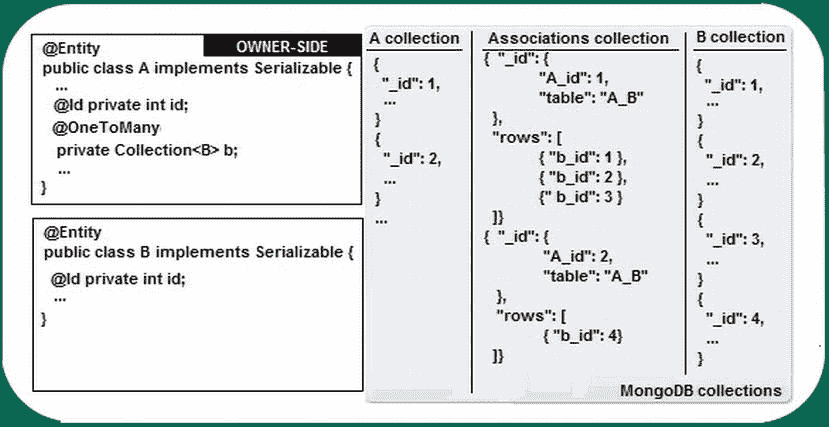 @Entity
OWNER-SIDE
public class A implements Serializable {
...
@Id private int id;
@OneToMany
private Collection<B> b;
...
}
@Entity
public class B implements Serializable {
@Id private int id;
...
}
A collection
{
"_id": 1,
...
}
{
"_id": 2,
...
}
...
Associations collection
{ "_id": {
"A_id": 1,
"table": "A_B"
},
"rows": [
{ "b_id": 1 },
{ "b_id": 2 },
{" b_id": 3 }
]}
{ "_id": {
"A_id": 2,
"table": "A_B"
},
"rows": [
{ "b_id": 4}
]}
B collection
{
"_id": 1,
...
}
{
"_id": 2,
...
}
{
"_id": 3,
...
}
{
"_id": 4,
...
}
MongoDB collections